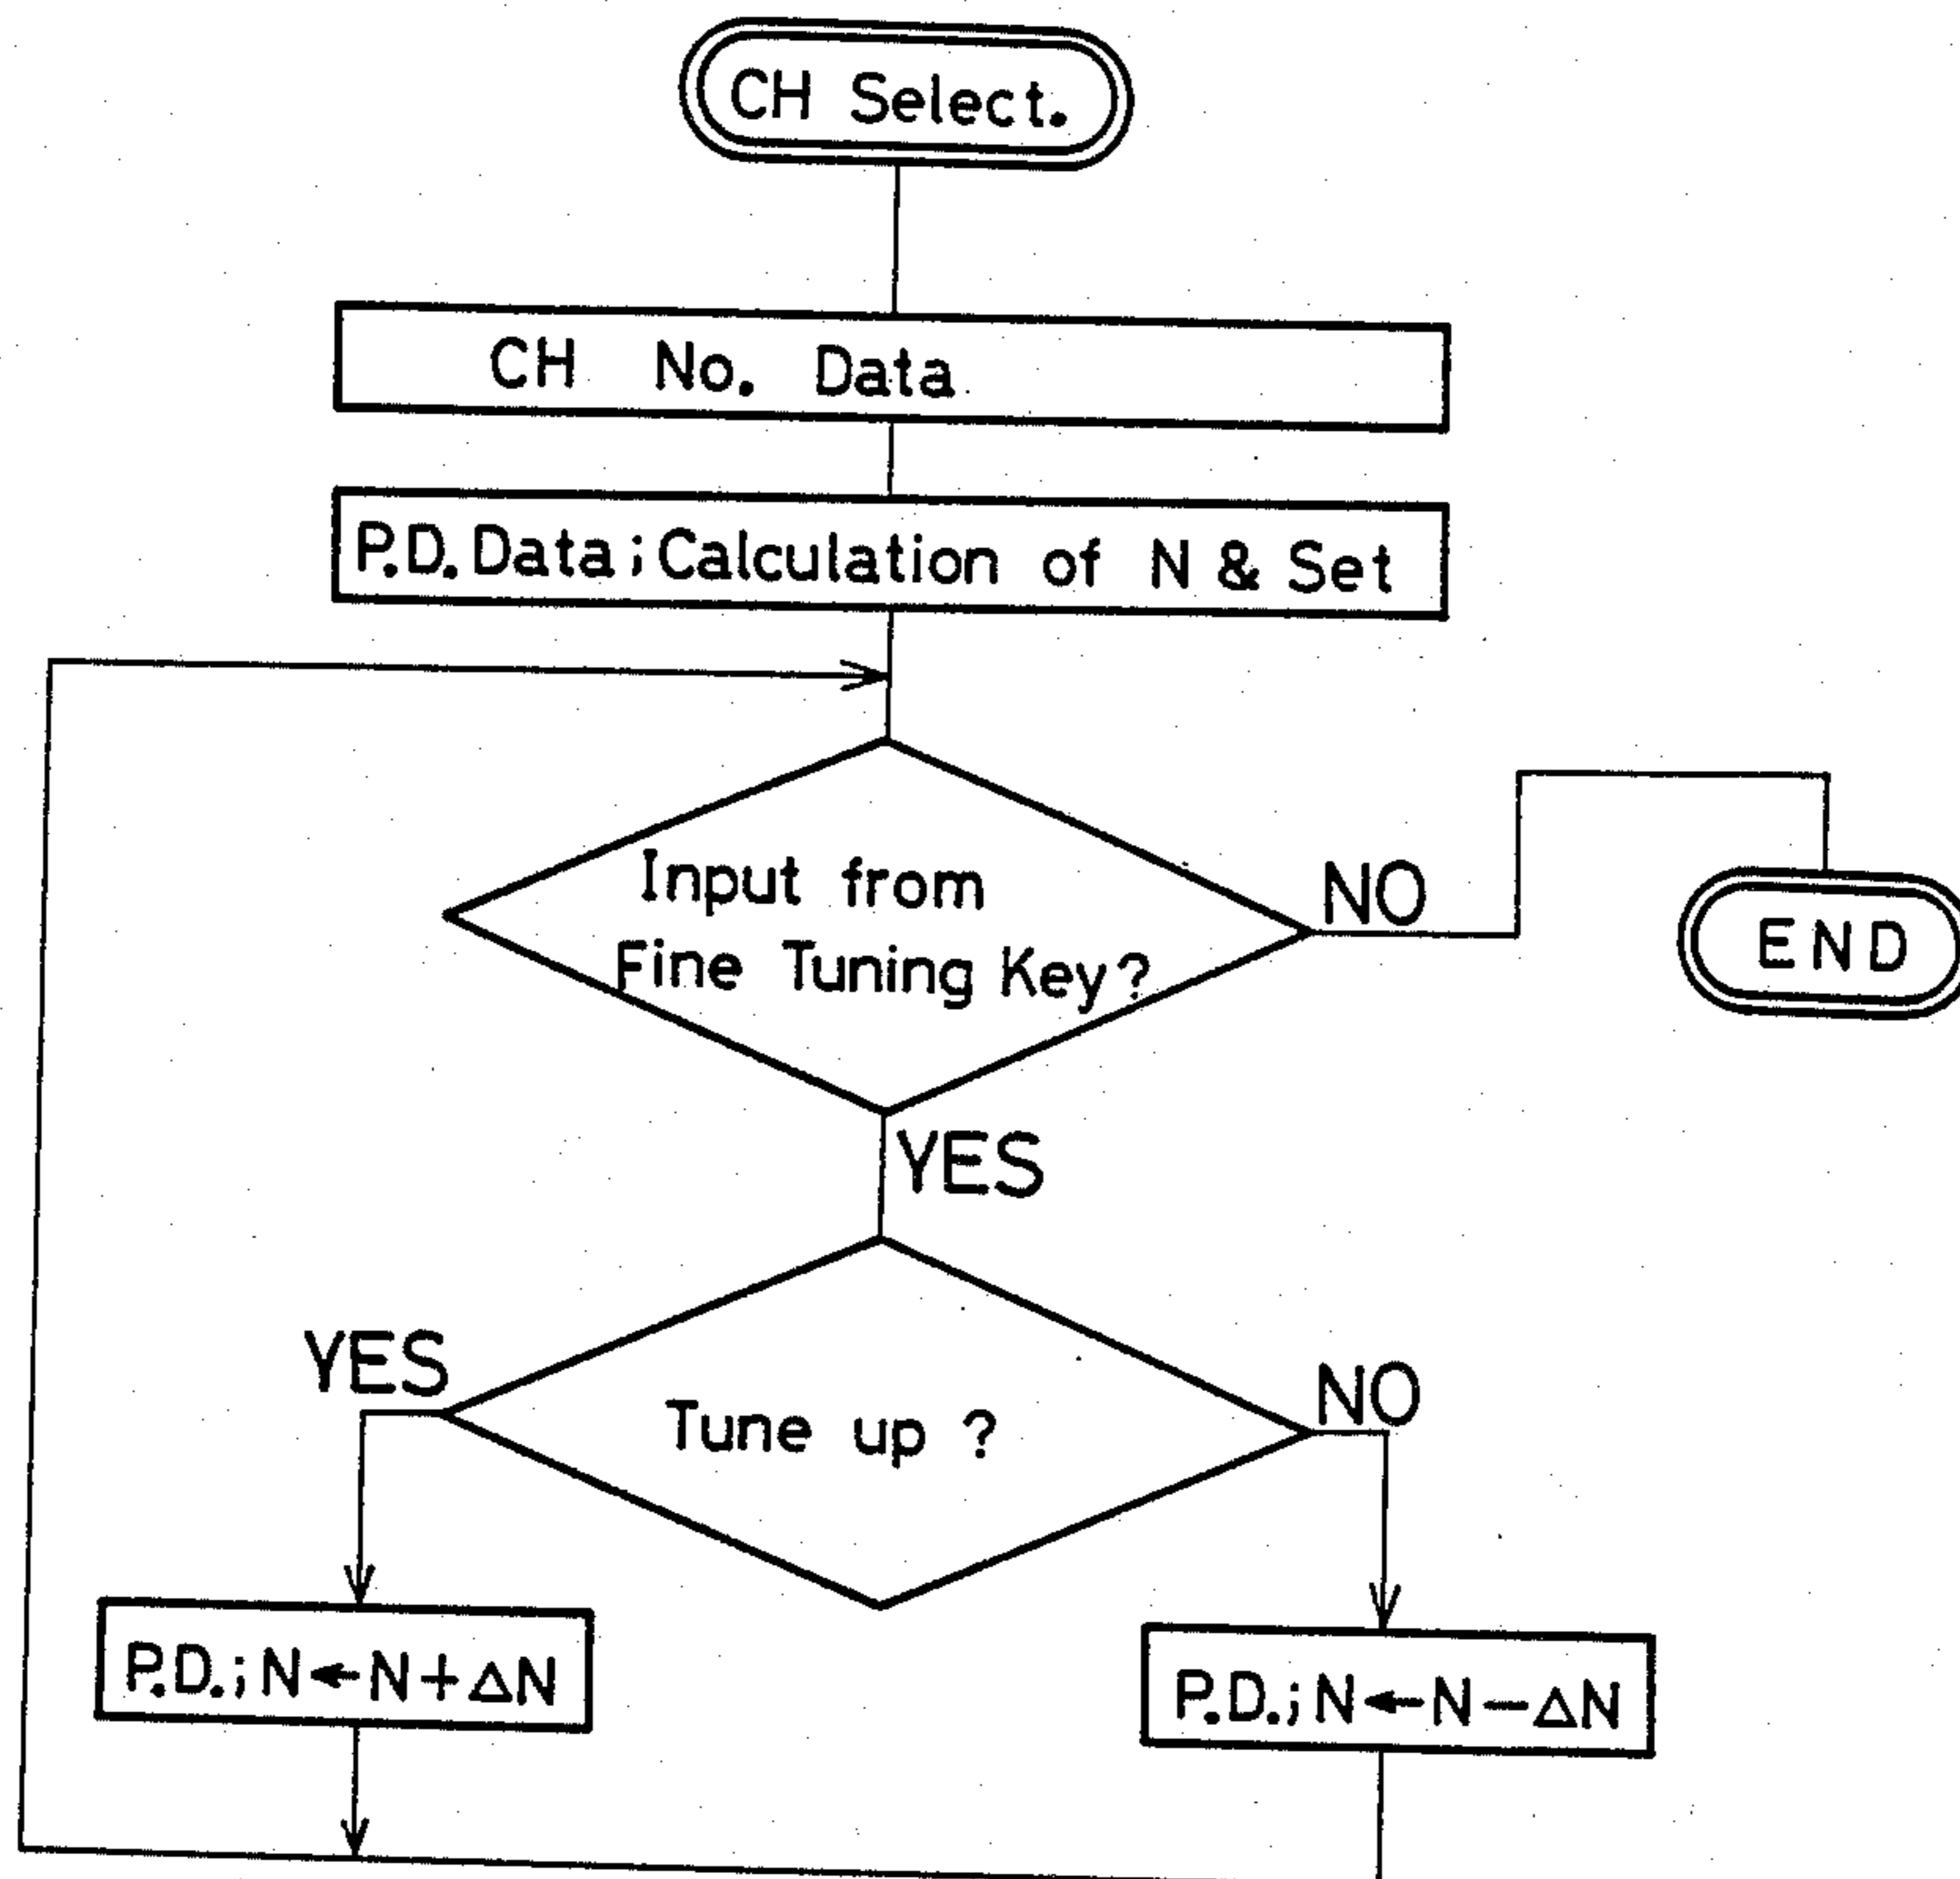 CH Select.
CH No. Data
P.D. Data ; Calculation of N & Set
Input from
Fine Tuning Key?
NO
END
YES
YES
Tune up ?
NO
P.D.; N ← N + ΔN
P.D.; N ← N − ΔN